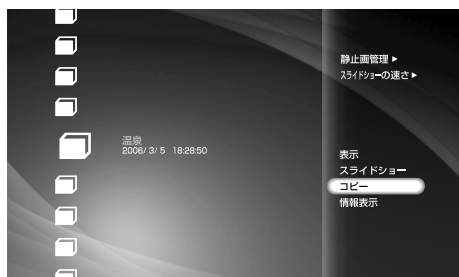 静止画管理 ▶
スライドショーの速さ ▶
温泉
2006/ 3/ 5 18:28:50
表示
スライドショー
コピー
情報表示